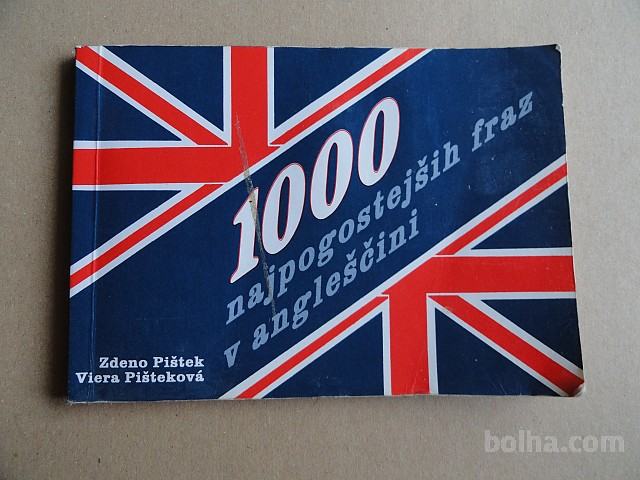 1000
najpogostejših fraz
v angleščini
Zdeno Pištek
Viera Pišteková
bolha.com